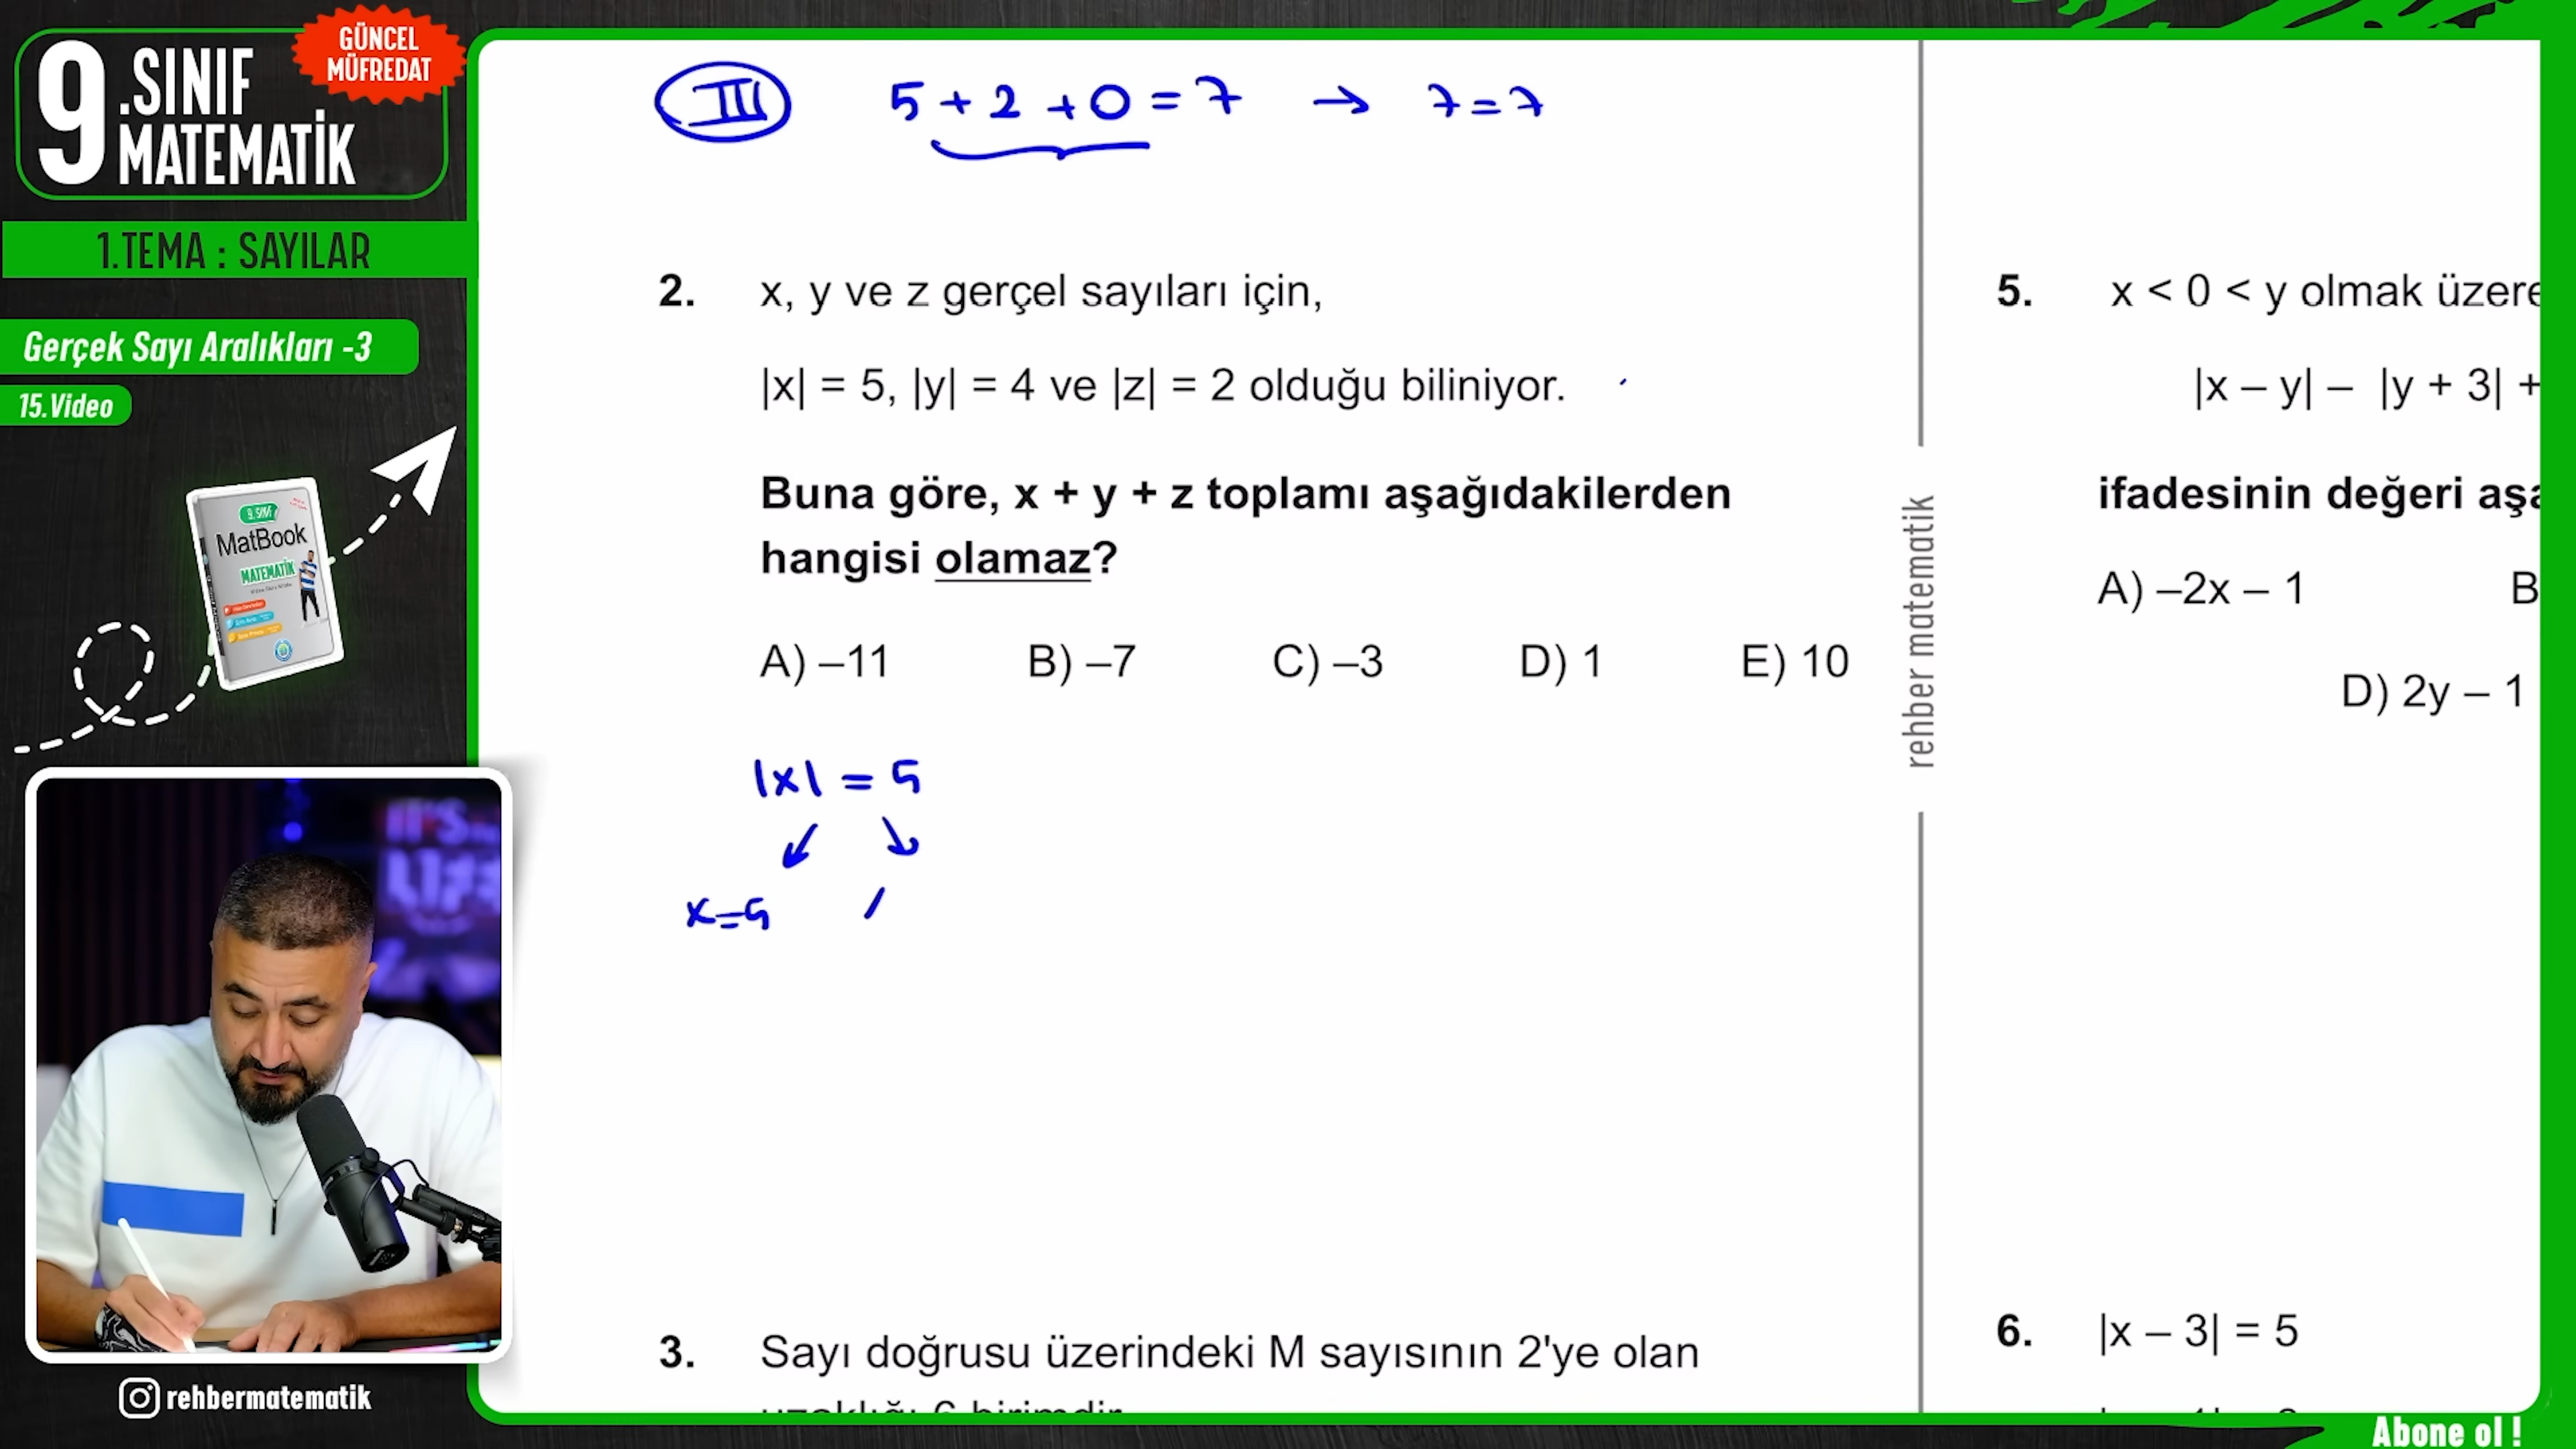 9.SINIF MATEMATİK
GÜNCEL MÜFREDAT
1.TEMA : SAYILAR
Gerçek Sayı Aralıkları -3
15.Video
9. SINIF
MatBook
MATEMATİK
rehbermatematik
III 5 + 2 + 0 = 7 → 7 = 7
2. x, y ve z gerçel sayıları için,
|x| = 5, |y| = 4 ve |z| = 2 olduğu biliniyor.
Buna göre, x + y + z toplamı aşağıdakilerden
hangisi olamaz?
A) –11 B) –7 C) –3 D) 1 E) 10
|x| = 5
x=5
3. Sayı doğrusu üzerindeki M sayısının 2'ye olan
uzaklığı 6 birimdir
rehber matematik
5. x < 0 < y olmak üzere
|x – y| – |y + 3| +
ifadesinin değeri aşa
A) –2x – 1 B
D) 2y – 1
6. |x – 3| = 5
Abone ol !